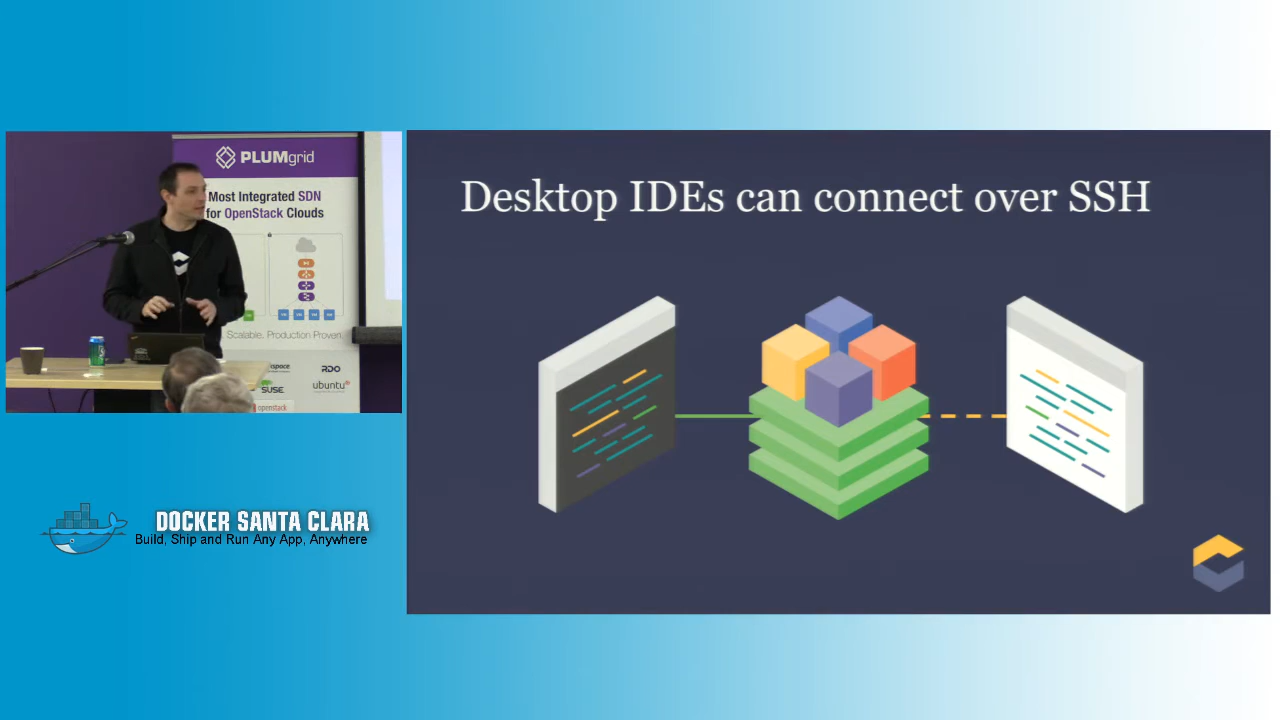 PLUMgrid
Most Integrated SDN
for OpenStack Clouds
Scalable, Production Proven
RDO
SUSE
ubuntu
openstack
DOCKER SANTA CLARA
Build, Ship and Run Any App, Anywhere
Desktop IDEs can connect over SSH